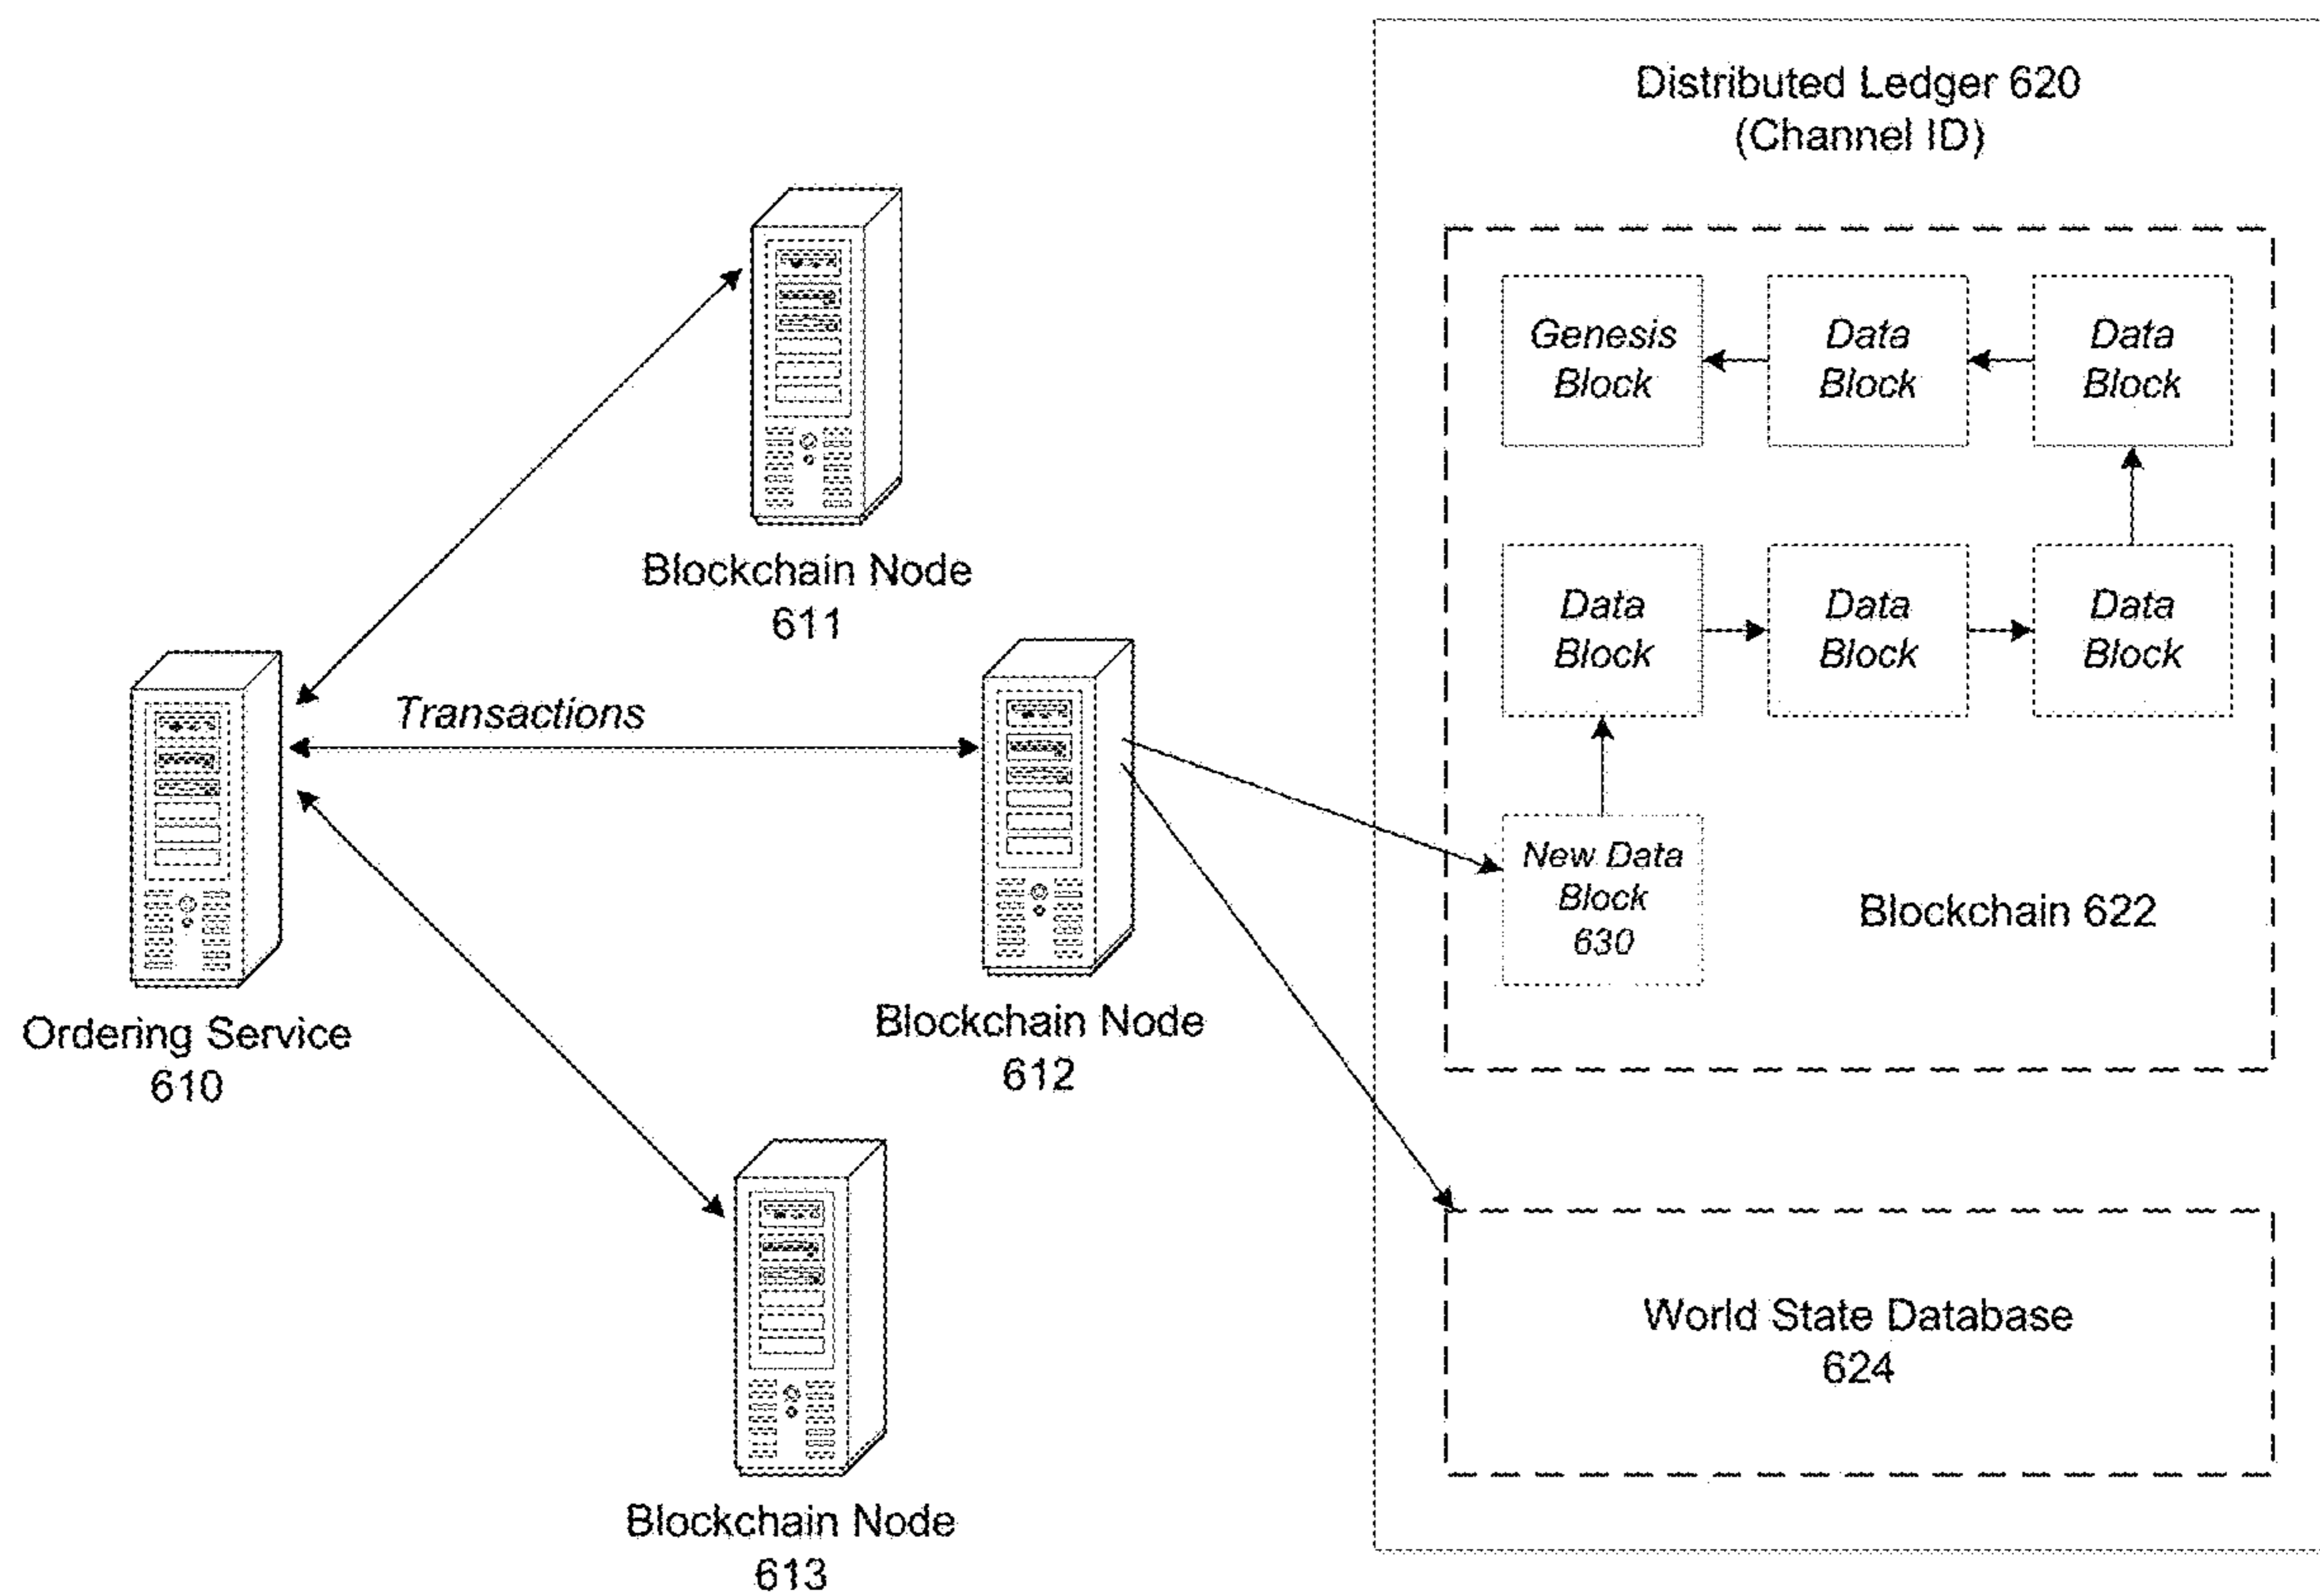 Distributed Ledger 620
(Channel ID)
Genesis
Block
Data
Block
Data
Block
Blockchain Node
611
Data
Block
Data
Block
Data
Block
Transactions
New Data
Block
630
Blockchain 622
Ordering Service
610
Blockchain Node
612
World State Database
624
Blockchain Node
613